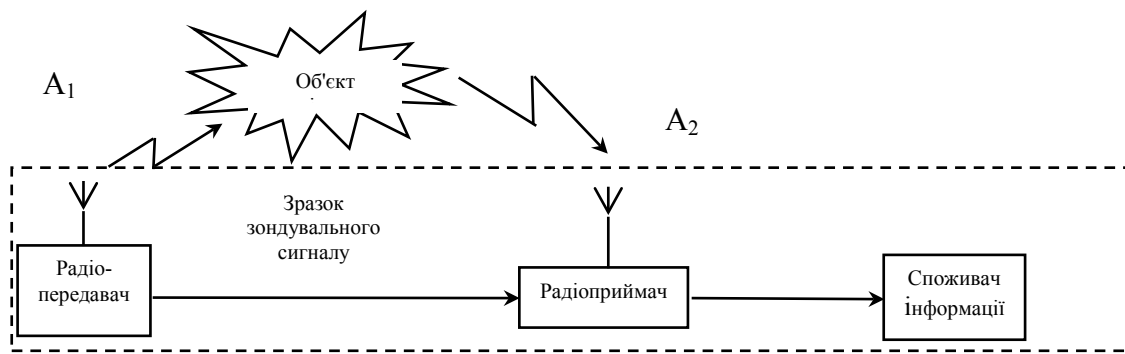 Об'єкт
A1
A2
Зразок
зондувального
сигналу
Радіо-
передавач
Радіоприймач
Споживач
інформації